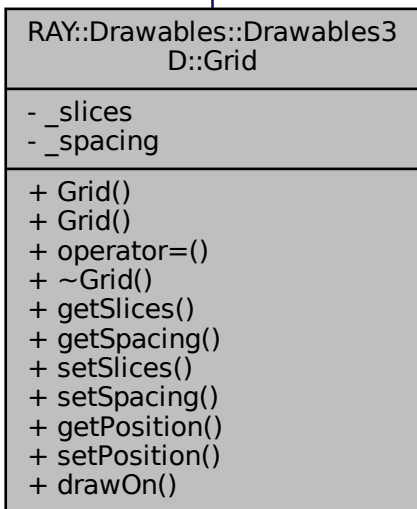 RAY::Drawables::Drawables3
D::Grid
- _slices
- _spacing
+ Grid()
+ Grid()
+ operator=()
+ ~Grid()
+ getSlices()
+ getSpacing()
+ setSlices()
+ setSpacing()
+ getPosition()
+ setPosition()
+ drawOn()